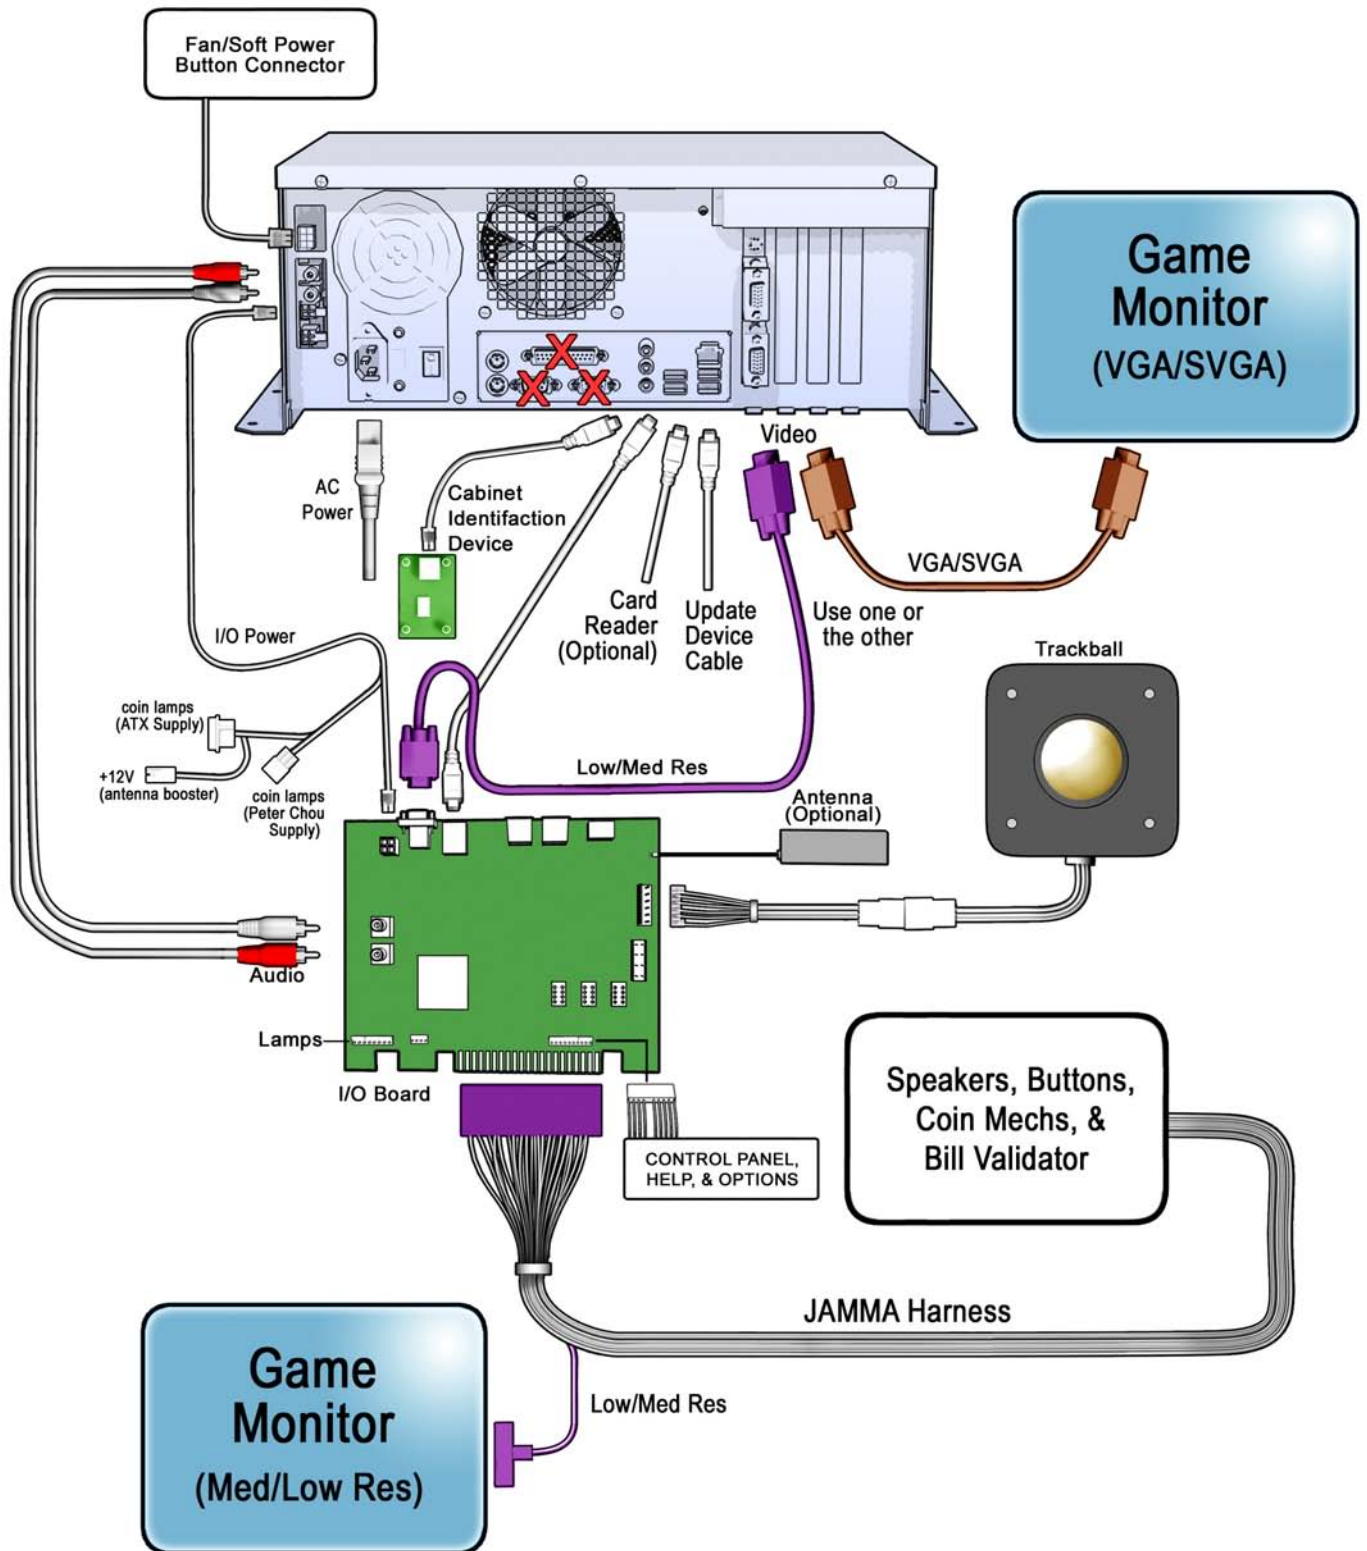 Fan/Soft Power
Button Connector
Game
Monitor
(VGA/SVGA)
X
X
X
Video
AC
Power
Cabinet
Identifaction
Device
VGA/SVGA
Card
Reader
(Optional)
Update
Device
Cable
Use one or
the other
I/O Power
Trackball
coin lamps
(ATX Supply)
+12V
(antenna booster)
coin lamps
(Peter Chou
Supply)
Low/Med Res
Antenna
(Optional)
Audio
Lamps
I/O Board
Speakers, Buttons,
Coin Mechs, &
Bill Validator
CONTROL PANEL,
HELP, & OPTIONS
JAMMA Harness
Game
Monitor
(Med/Low Res)
Low/Med Res